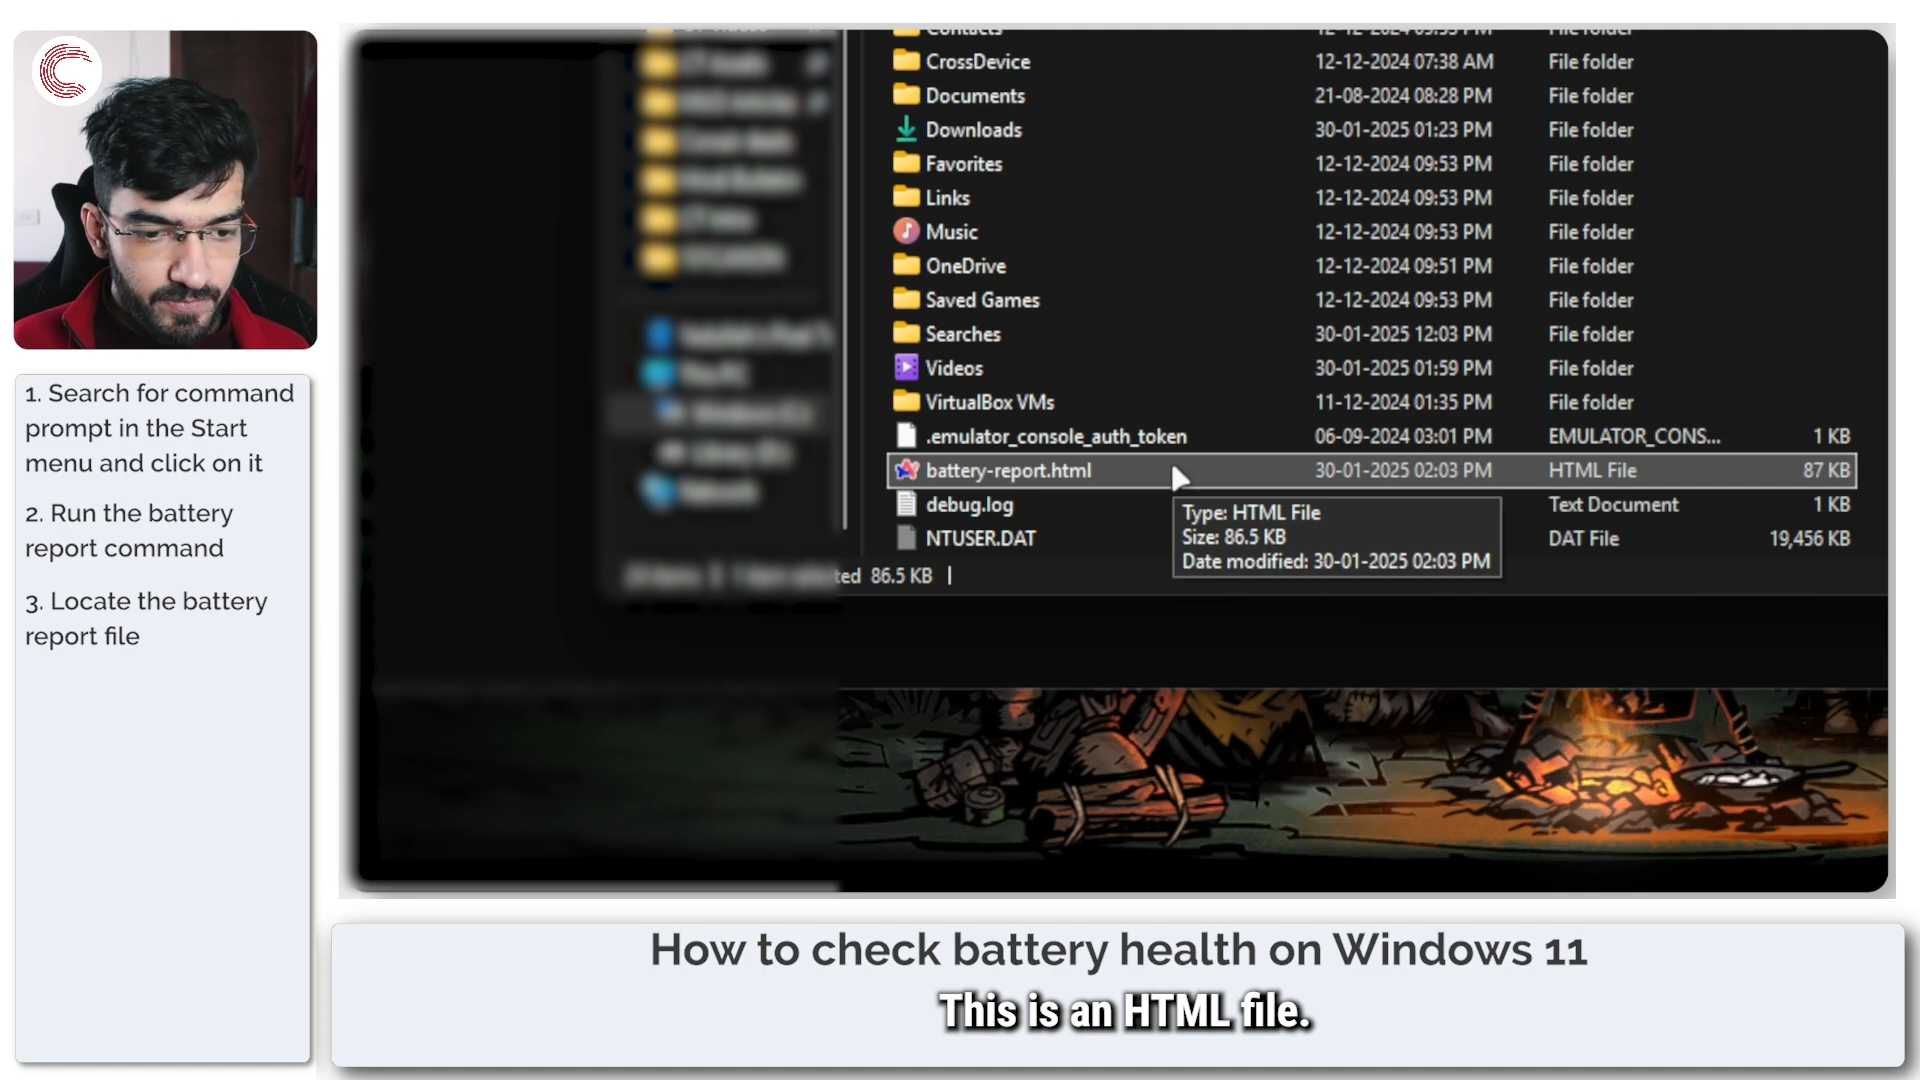 1. Search for command
prompt in the Start
menu and click on it
2. Run the battery
report command
3. Locate the battery
report file
Contacts 12-12-2024 09:53 PM File folder
CrossDevice 12-12-2024 07:38 AM File folder
Documents 21-08-2024 08:28 PM File folder
Downloads 30-01-2025 01:23 PM File folder
Favorites 12-12-2024 09:53 PM File folder
Links 12-12-2024 09:53 PM File folder
Music 12-12-2024 09:53 PM File folder
OneDrive 12-12-2024 09:51 PM File folder
Saved Games 12-12-2024 09:53 PM File folder
Searches 30-01-2025 12:03 PM File folder
Videos 30-01-2025 01:59 PM File folder
VirtualBox VMs 11-12-2024 01:35 PM File folder
.emulator_console_auth_token 06-09-2024 03:01 PM EMULATOR_CONS... 1 KB
battery-report.html 30-01-2025 02:03 PM HTML File 87 KB
debug.log Text Document 1 KB
NTUSER.DAT DAT File 19,456 KB
Type: HTML File
Size: 86.5 KB
Date modified: 30-01-2025 02:03 PM
86.5 KB
How to check battery health on Windows 11
This is an HTML file.